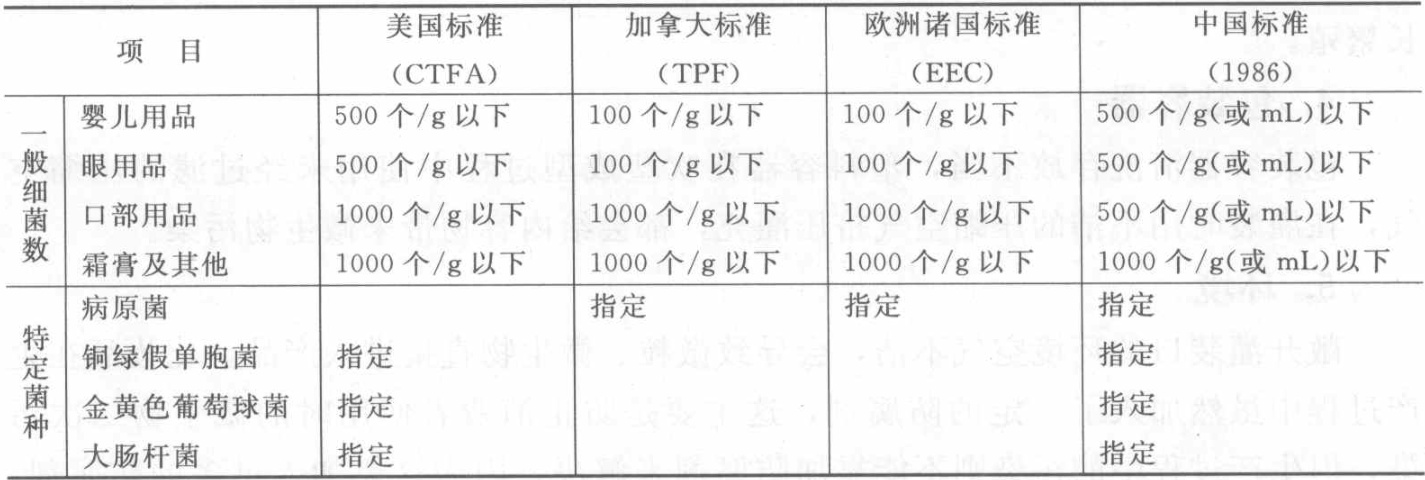 项 目 美国标准 (CTFA) 加拿大标准 (TPF) 欧洲诸国标准 (EEC) 中国标准 (1986)
一般细菌数
婴儿用品 500 个/g 以下 100 个/g 以下 100 个/g 以下 500 个/g(或 mL)以下
眼用品 500 个/g 以下 100 个/g 以下 100 个/g 以下 500 个/g(或 mL)以下
口部用品 1000 个/g 以下 1000 个/g 以下 1000 个/g 以下 500 个/g(或 mL)以下
霜膏及其他 1000 个/g 以下 1000 个/g 以下 1000 个/g 以下 1000 个/g(或 mL)以下
特定菌种
病原菌 指定 指定 指定
铜绿假单胞菌 指定 指定
金黄色葡萄球菌 指定 指定
大肠杆菌 指定 指定